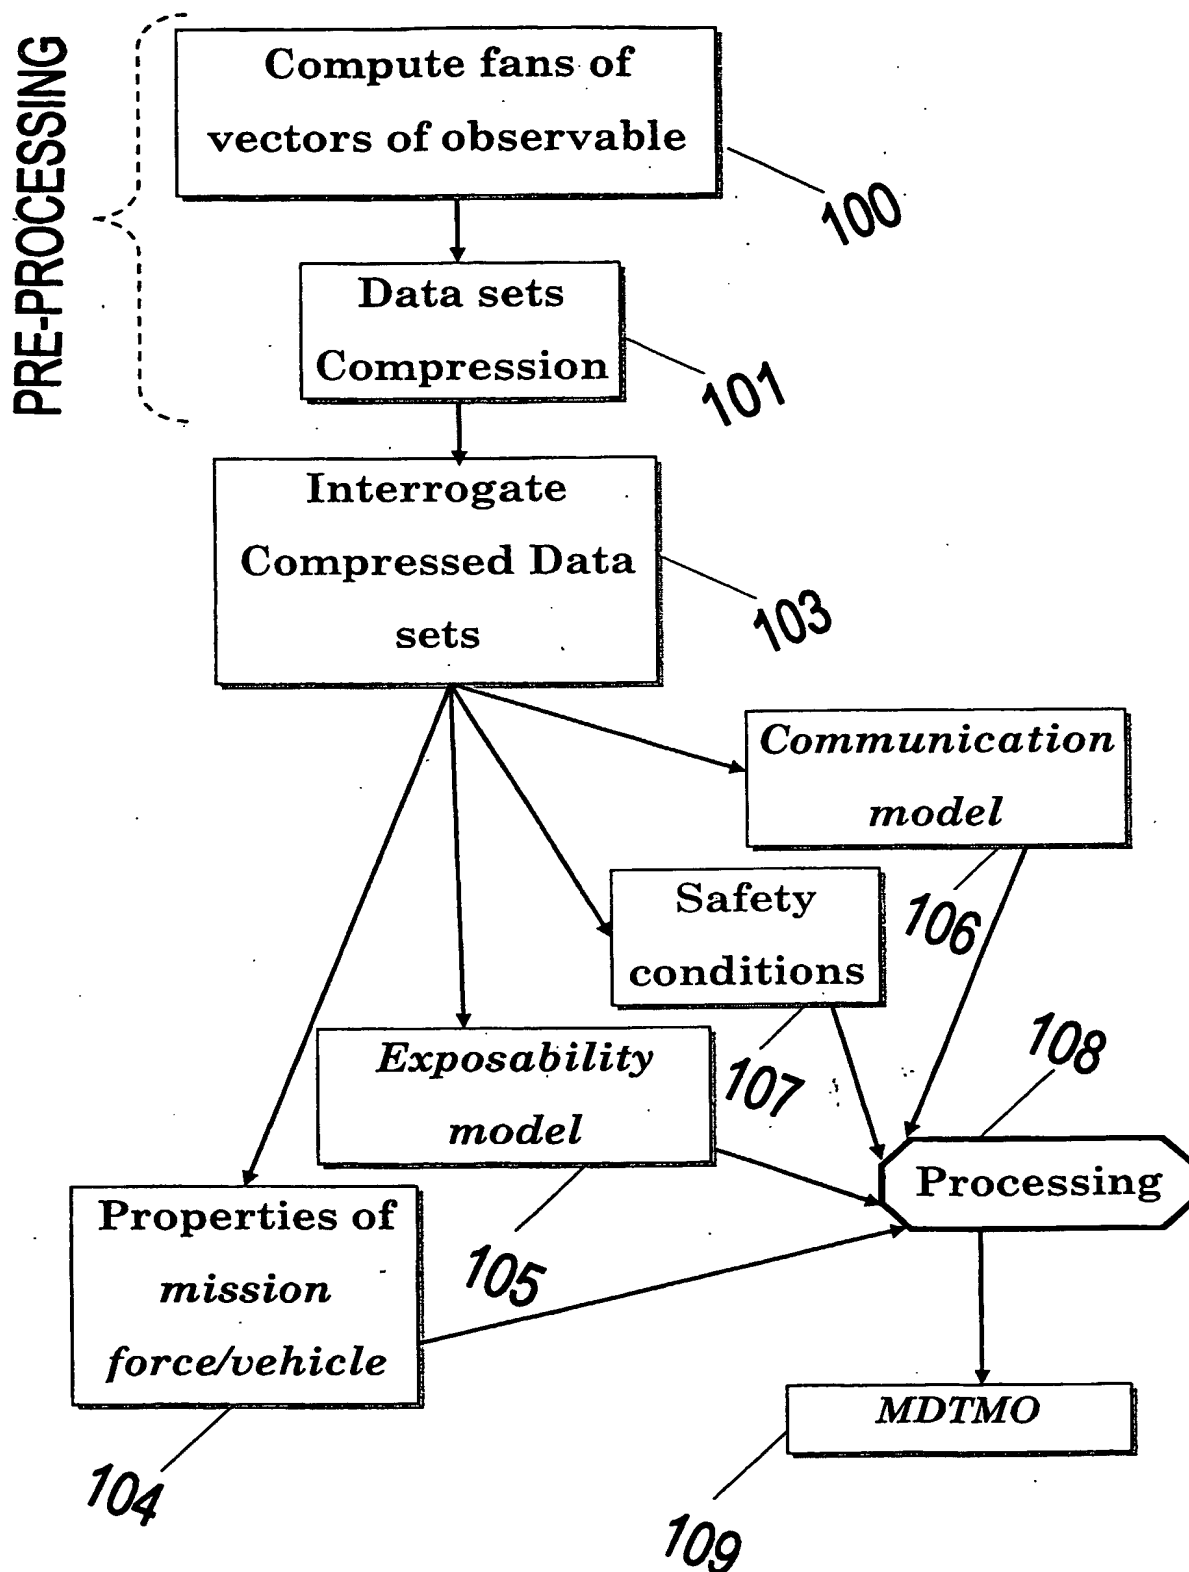 PRE-PROCESSING
Compute fans of
vectors of observable
100
Data sets
Compression
101
Interrogate
Compressed Data
sets
103
Communication
model
106
Safety
conditions
107
Exposability
model
105
108
Processing
Properties of
mission
force/vehicle
104
MDTMO
109